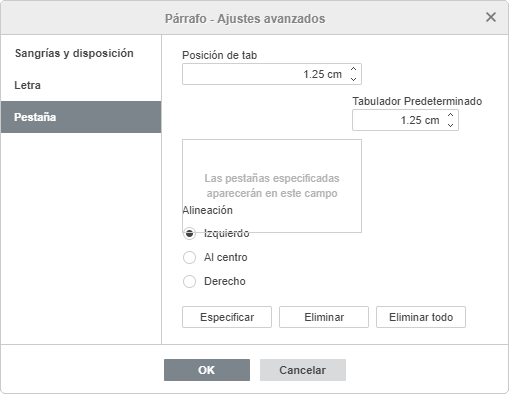 Párrafo - Ajustes avanzados
Sangrías y disposición
Letra
Pestaña
Posición de tab
1.25 cm
Tabulador Predeterminado
1.25 cm
Las pestañas especificadas
aparecerán en este campo
Alineación
Izquierdo
Al centro
Derecho
Especificar
Eliminar
Eliminar todo
OK
Cancelar